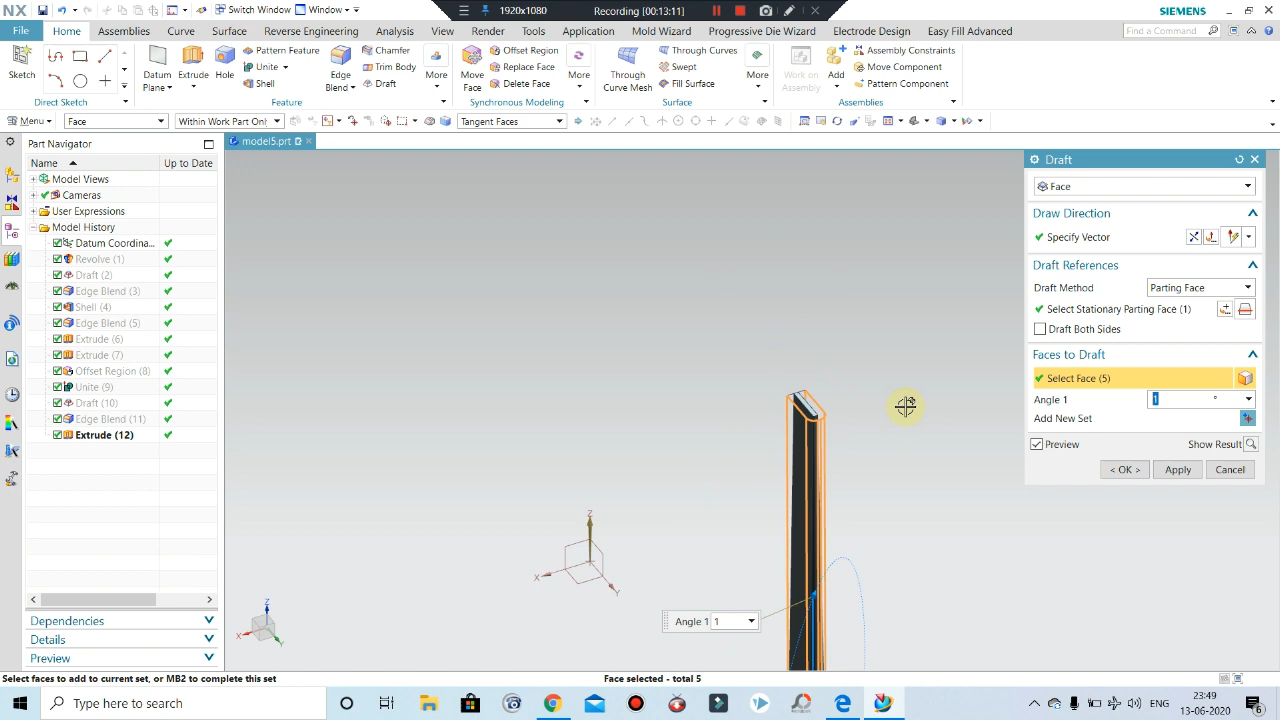 NX Switch Window Window 1920x1080 Recording [00:13:11] SIEMENS
File Home Assemblies Curve Surface Reverse Engineering Analysis View Render Tools Application Mold Wizard Progressive Die Wizard Electrode Design Easy Fill Advanced Find a Command
Sketch
Direct Sketch
Datum Plane Extrude Hole
Pattern Feature
Unite
Shell
Edge Blend
Chamfer
Trim Body
Draft
More
Feature
Move Face
Offset Region
Replace Face
Delete Face
More
Synchronous Modeling
Through Curve Mesh
Through Curves
Swept
Fill Surface
More
Surface
Work on Assembly
Add
Assembly Constraints
Move Component
Pattern Component
Assemblies
Menu Face Within Work Part Onl Tangent Faces
Part Navigator model5.prt
Name Up to Date
Model Views
Cameras
User Expressions
Model History
Datum Coordina...
Revolve (1)
Draft (2)
Edge Blend (3)
Shell (4)
Edge Blend (5)
Extrude (6)
Extrude (7)
Offset Region (8)
Unite (9)
Draft (10)
Edge Blend (11)
Extrude (12)
Dependencies
Details
Preview
Z
X
Y
Z
X
Y
Angle 1 1
Draft
Face
Draw Direction
Specify Vector
Draft References
Draft Method Parting Face
Select Stationary Parting Face (1)
Draft Both Sides
Faces to Draft
Select Face (5)
Angle 1 1 °
Add New Set
Preview Show Result
< OK > Apply Cancel
Select faces to add to current set, or MB2 to complete this set Face selected - total 5
Type here to search
ENG
23:49
13-06-2020
6